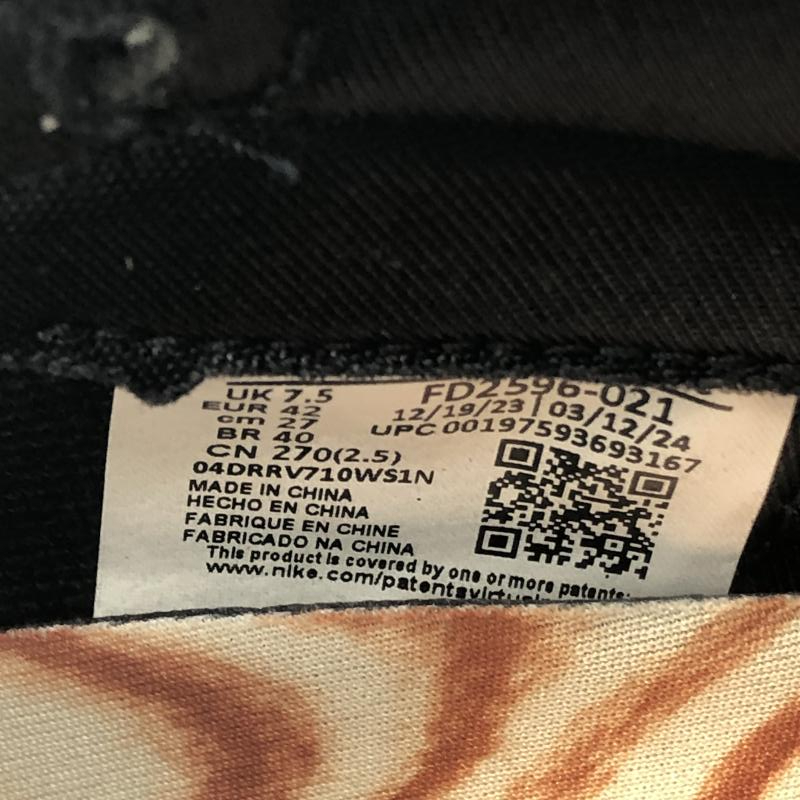 UK 7.5
EUR 42
cm 27
BR 40
CN 270(2.5)
04DRRV710WS1N
MADE IN CHINA
HECHO EN CHINA
FABRIQUE EN CHINE
FABRICADO NA CHINA
FD2596-021
12/19/23 | 03/12/24
UPC 00197593693167
This product is covered by one or more patents:
www.nike.com/patentsvirtual